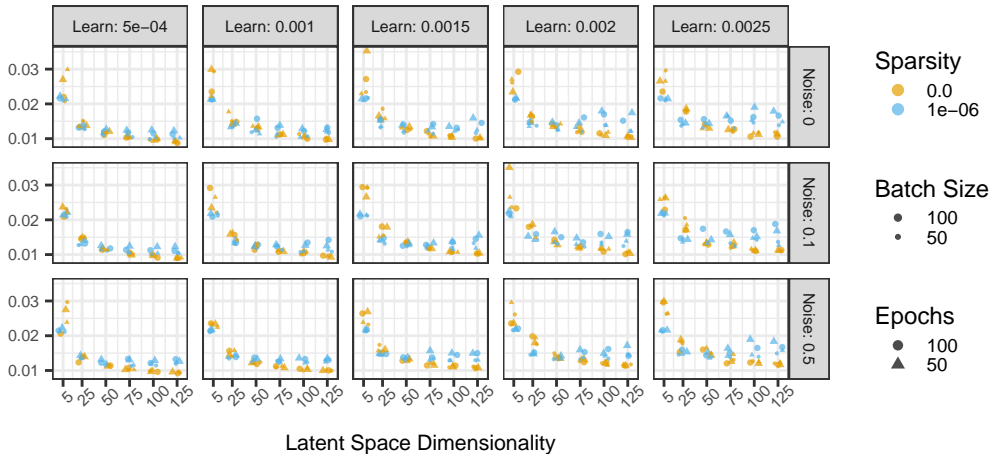 Learn: 5e−04 Learn: 0.001 Learn: 0.0015 Learn: 0.002 Learn: 0.0025
0.03
0.02
0.01
Noise: 0
0.03
0.02
0.01
Noise: 0.1
0.03
0.02
0.01
Noise: 0.5
5 25 50 75 100 125 5 25 50 75 100 125 5 25 50 75 100 125 5 25 50 75 100 125 5 25 50 75 100 125
Latent Space Dimensionality
Sparsity
0.0
1e−06
Batch Size
100
50
Epochs
100
50